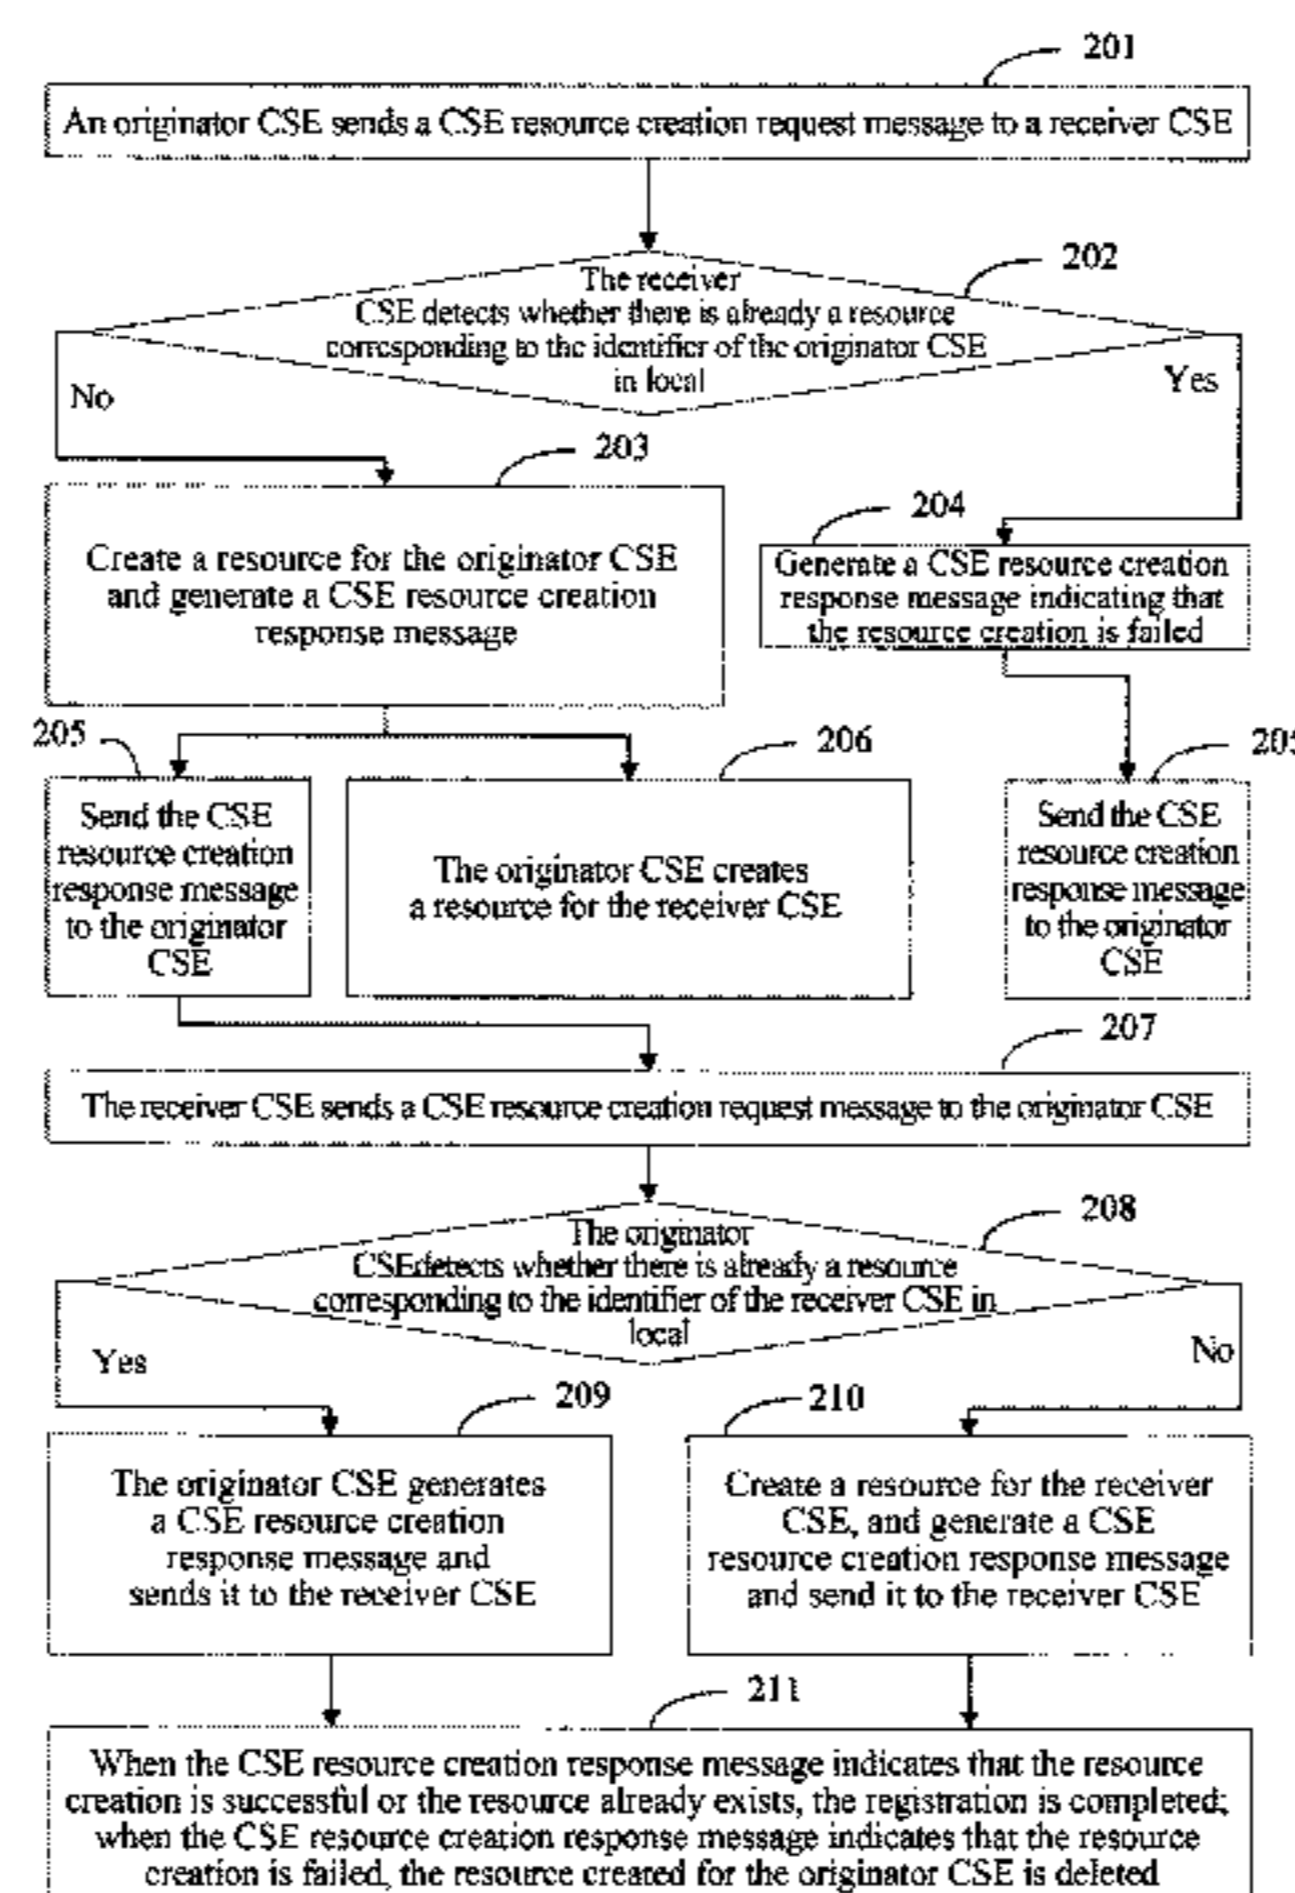 201
An originator CSE sends a CSE resource creation request message to a receiver CSE
202
The receiver
CSE detects whether there is already a resource
corresponding to the identifier of the originator CSE
in local
No
Yes
203
Create a resource for the originator CSE
and generate a CSE resource creation
response message
204
Generate a CSE resource creation
response message indicating that
the resource creation is failed
205
Send the CSE
resource creation
response message
to the originator
CSE
206
The originator CSE creates
a resource for the receiver CSE
205
Send the CSE
resource creation
response message
to the originator
CSE
207
The receiver CSE sends a CSE resource creation request message to the originator CSE
208
The originator
CSEdetects whether there is already a resource
corresponding to the identifier of the receiver CSE in
local
Yes
No
209
The originator CSE generates
a CSE resource creation
response message and
sends it to the receiver CSE
210
Create a resource for the receiver
CSE, and generate a CSE
resource creation response message
and send it to the receiver CSE
211
When the CSE resource creation response message indicates that the resource
creation is successful or the resource already exists, the registration is completed;
when the CSE resource creation response message indicates that the resource
creation is failed, the resource created for the originator CSE is deleted